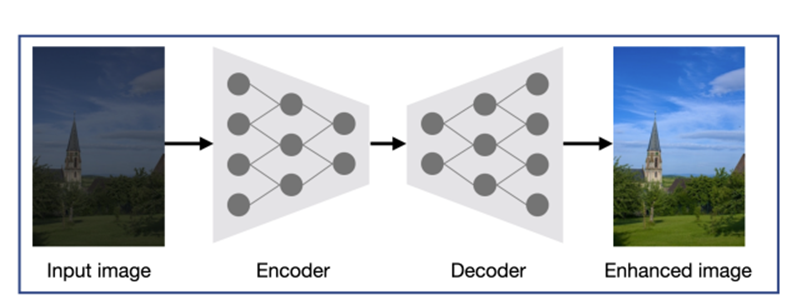 Input image
Encoder
Decoder
Enhanced image